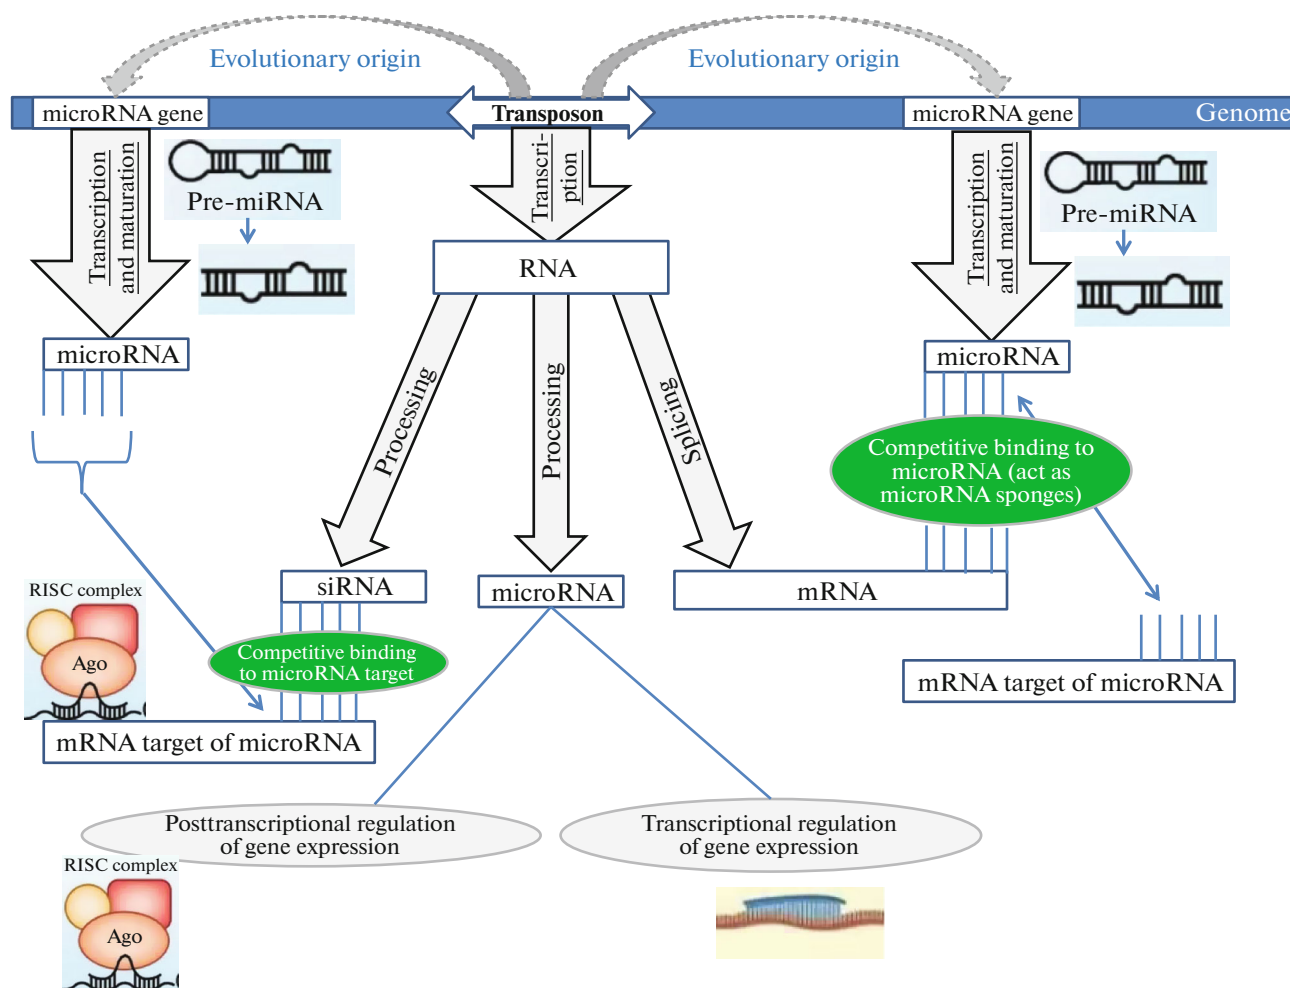 Evolutionary origin
Evolutionary origin
microRNA gene
Transposon
microRNA gene
Genome
Transcription
and maturation
Pre-miRNA
Transcri-
ption
Transcription
and maturation
Pre-miRNA
RNA
microRNA
microRNA
Processing
Processing
Splicing
Competitive binding to
microRNA (act as
microRNA sponges)
siRNA
microRNA
mRNA
RISC complex
Ago
Competitive binding
to microRNA target
mRNA target of microRNA
mRNA target of microRNA
Posttranscriptional regulation
of gene expression
Transcriptional regulation
of gene expression
RISC complex
Ago